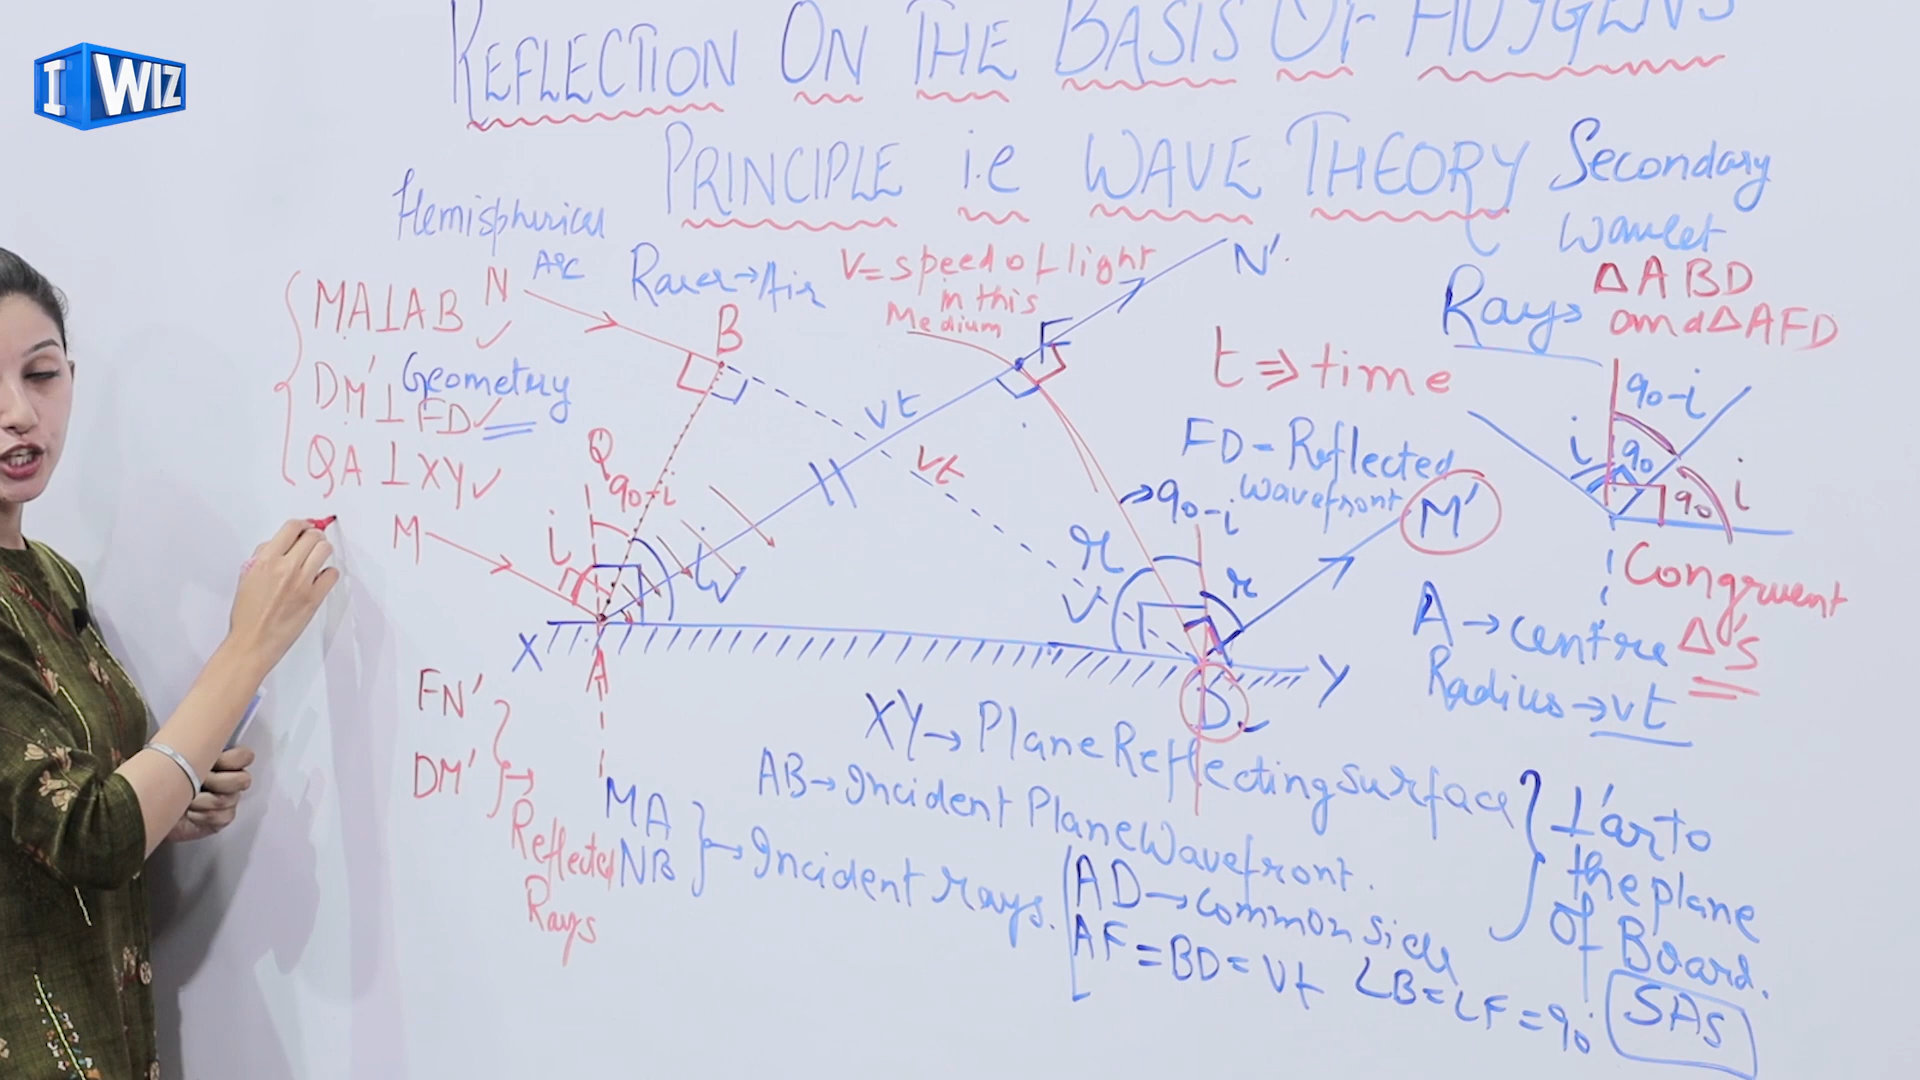 I WIZ
REFLECTION ON THE BASIS OF HUYGENS
PRINCIPLE i.e WAVE THEORY
Secondary
Wavelet
Hemispherical
Arc
Rarer → Air
V = speed of light
in this
Medium
N'
Rays
△ABD
and △AFD
MA⊥AB
N
B
F
t ⇒ time
90-i
DM'⊥FD
Geometry
vt
FD - Reflected
wavefront
i
90
90
i
QA⊥XY
Q
90-i
vt
→90-i
M'
M
i
r
r
Congruent
△'s
X
A
D
Y
A → centre
Radius → vt
FN'
DM'
Reflected
Rays
XY → Plane Reflecting surface
AB → Incident Plane Wavefront.
⊥'ar to
the plane
of Board.
MA
NB
→ Incident rays.
AD → common side
AF = BD = vt
∠B = ∠F = 90
SAS